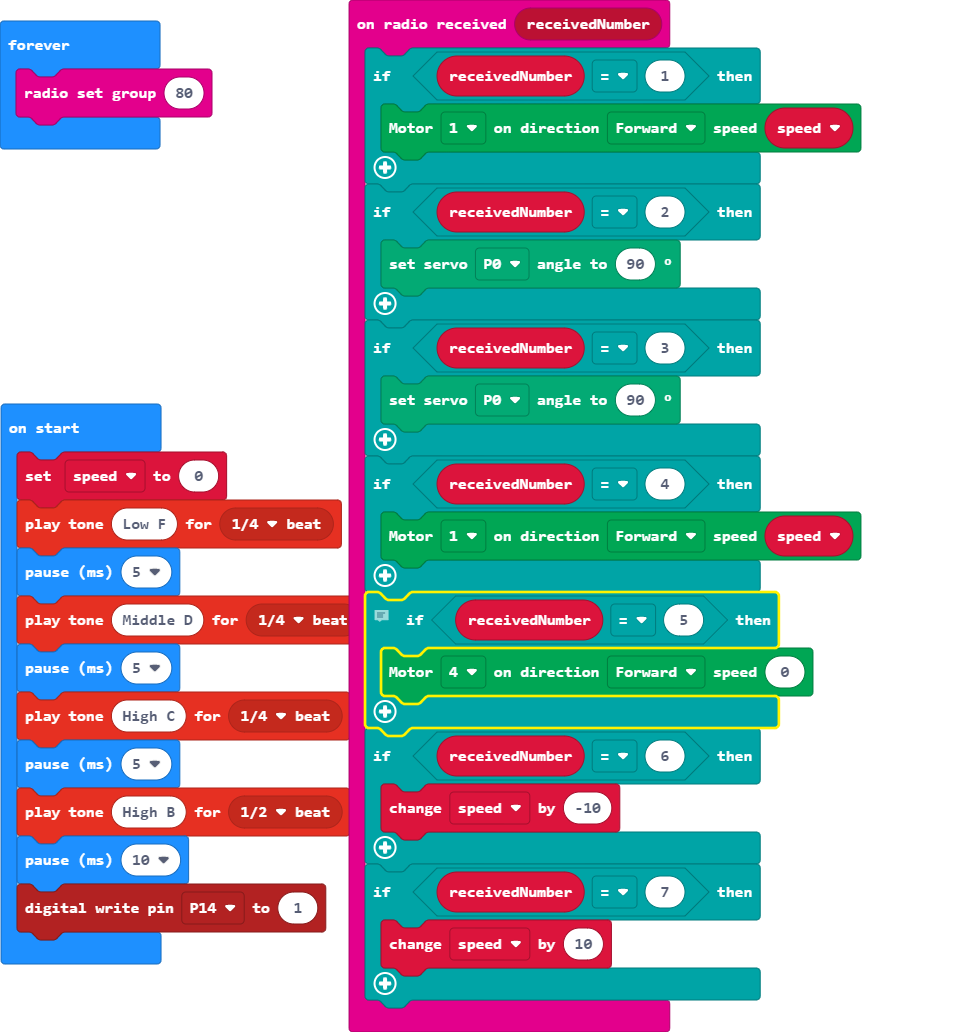 forever
radio set group 80
on start
set speed to 0
play tone Low F for 1/4 beat
pause (ms) 5
play tone Middle D for 1/4 beat
pause (ms) 5
play tone High C for 1/4 beat
pause (ms) 5
play tone High B for 1/2 beat
pause (ms) 10
digital write pin P14 to 1
on radio received receivedNumber
if receivedNumber = 1 then
Motor 1 on direction Forward speed speed
if receivedNumber = 2 then
set servo P0 angle to 90 °
if receivedNumber = 3 then
set servo P0 angle to 90 °
if receivedNumber = 4 then
Motor 1 on direction Forward speed speed
if receivedNumber = 5 then
Motor 4 on direction Forward speed 0
if receivedNumber = 6 then
change speed by -10
if receivedNumber = 7 then
change speed by 10